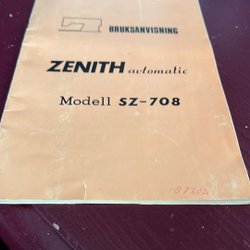 BRUKSANVISNING
ZENITH automatic
Modell SZ-708